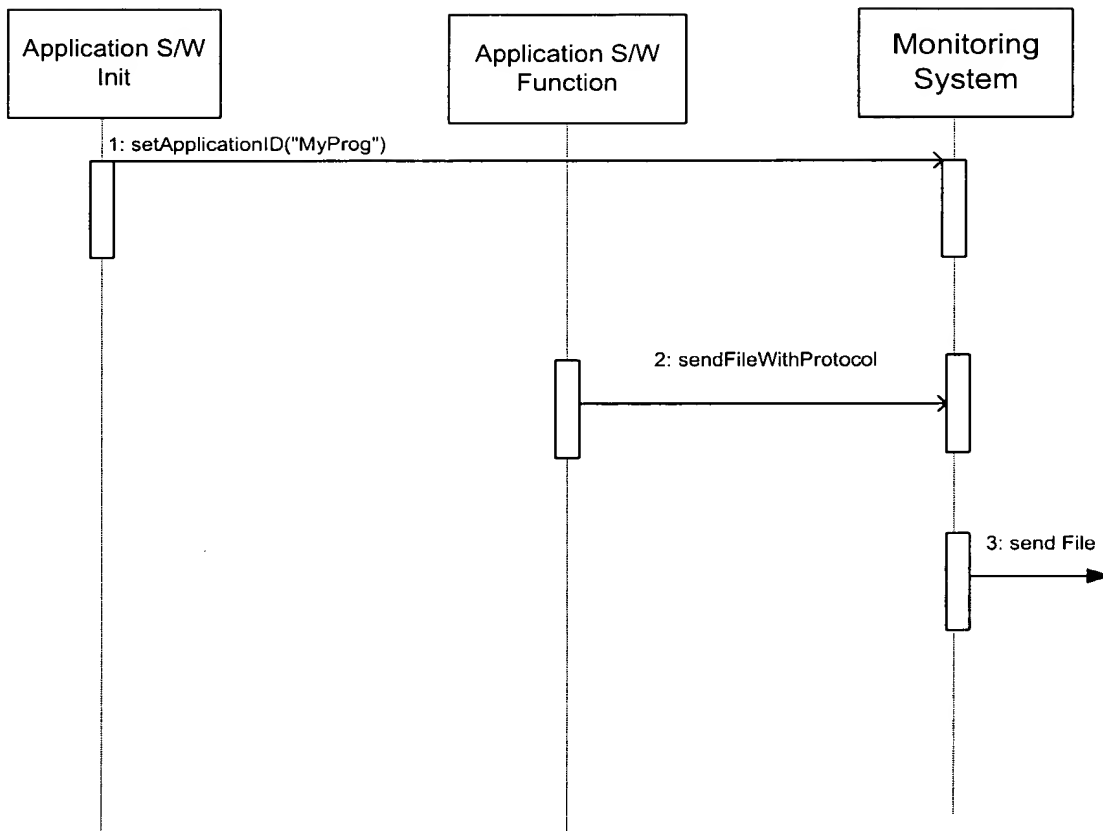 Application S/W
Init
Application S/W
Function
Monitoring
System
1: setApplicationID("MyProg")
2: sendFileWithProtocol
3: send File